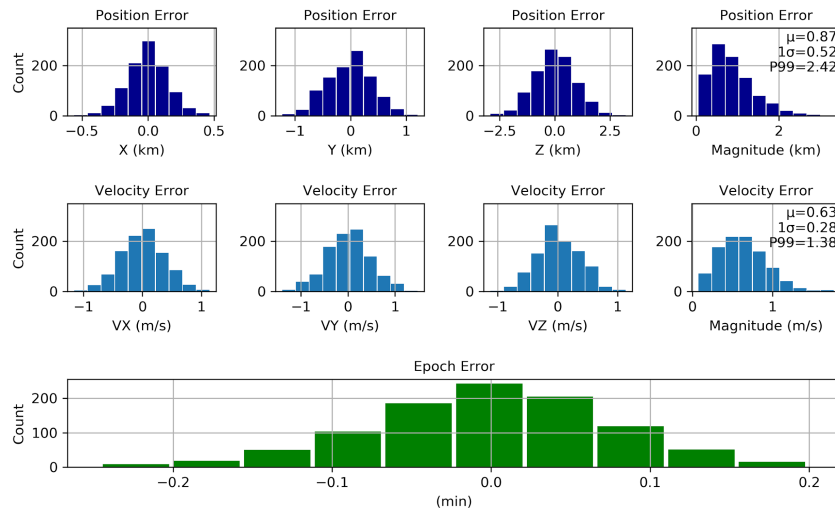 Position Error
Position Error
Position Error
Position Error
Count
200
0
−0.5
0.0
0.5
X (km)
200
0
−1
0
1
Y (km)
200
0
−2.5
0.0
2.5
Z (km)
200
0
0
2
Magnitude (km)
μ=0.87
1σ=0.52
P99=2.42
Velocity Error
Velocity Error
Velocity Error
Velocity Error
Count
200
0
−1
0
1
VX (m/s)
200
0
−1
0
1
VY (m/s)
200
0
−1
0
1
VZ (m/s)
200
0
0
1
Magnitude (m/s)
μ=0.63
1σ=0.28
P99=1.38
Epoch Error
Count
200
100
0
−0.2
−0.1
0.0
0.1
0.2
(min)